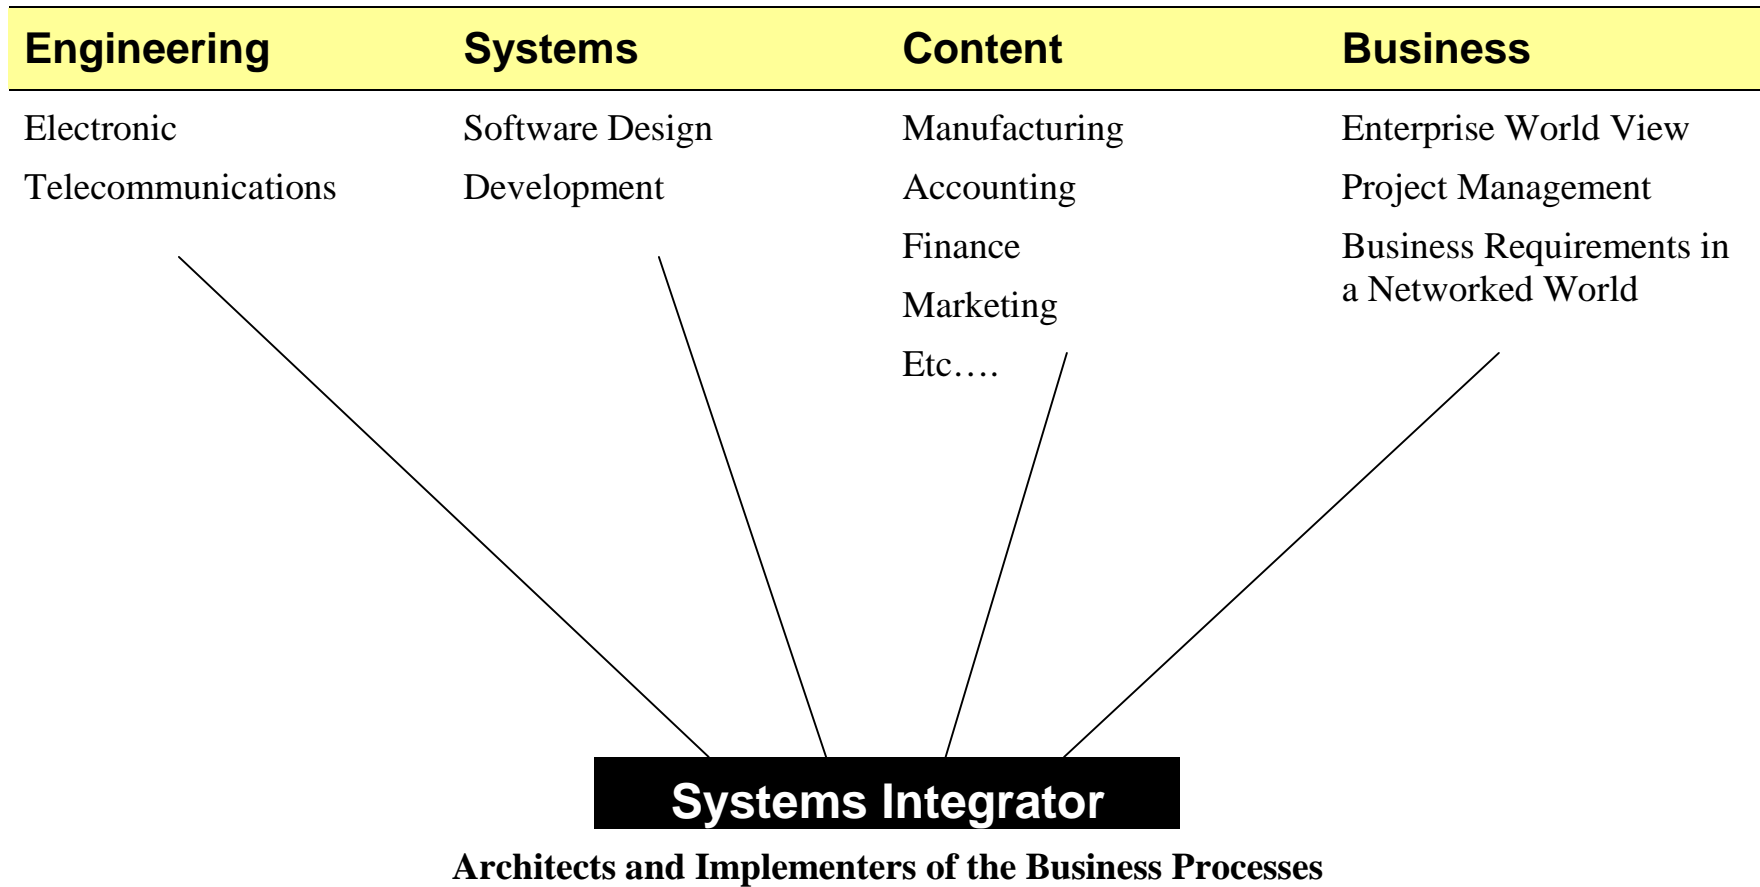 Engineering
Systems
Content
Business
Electronic
Software Design
Manufacturing
Enterprise World View
Telecommunications
Development
Accounting
Project Management
Finance
Business Requirements in
a Networked World
Marketing
Etc….
Systems Integrator
Architects and Implementers of the Business Processes